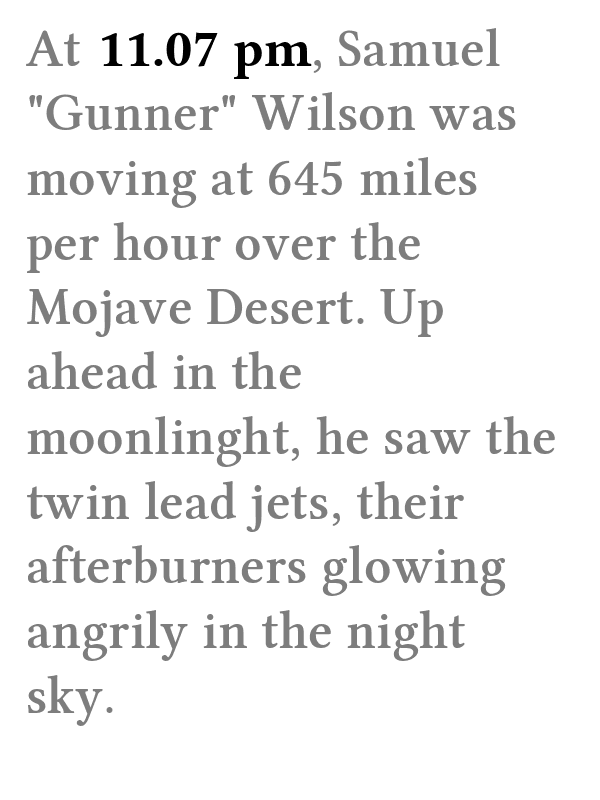 At 11.07 pm, Samuel
"Gunner" Wilson was
moving at 645 miles
per hour over the
Mojave Desert. Up
ahead in the
moonlinght, he saw the
twin lead jets, their
afterburners glowing
angrily in the night
sky.